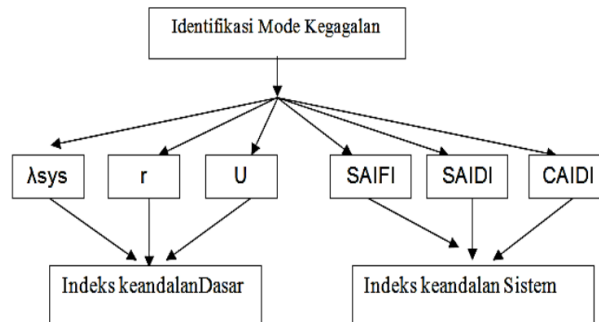 Identifikasi Mode Kegagalan
λsys
r
U
SAIFI
SAIDI
CAIDI
Indeks keandalanDasar
Indeks keandalan Sistem